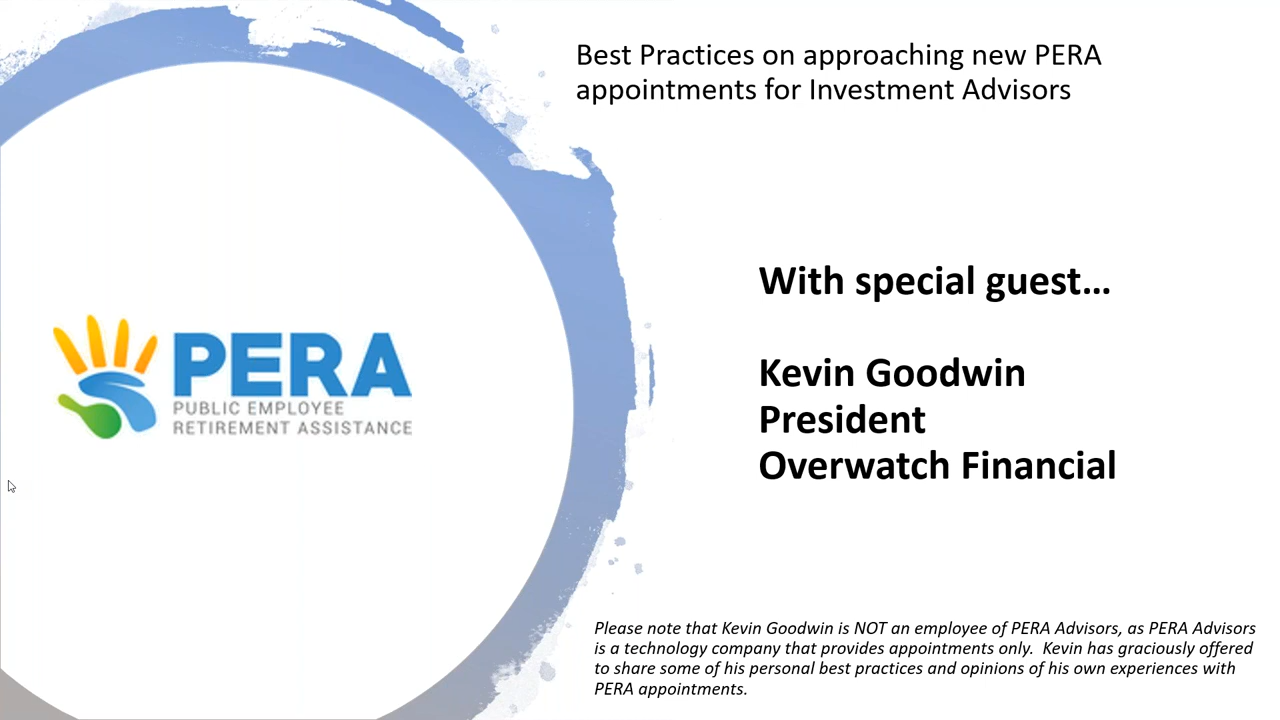 Best Practices on approaching new PERA
appointments for Investment Advisors
With special guest…
Kevin Goodwin
President
Overwatch Financial
PERA
PUBLIC EMPLOYEE
RETIREMENT ASSISTANCE
Please note that Kevin Goodwin is NOT an employee of PERA Advisors, as PERA Advisors
is a technology company that provides appointments only.  Kevin has graciously offered
to share some of his personal best practices and opinions of his own experiences with
PERA appointments.